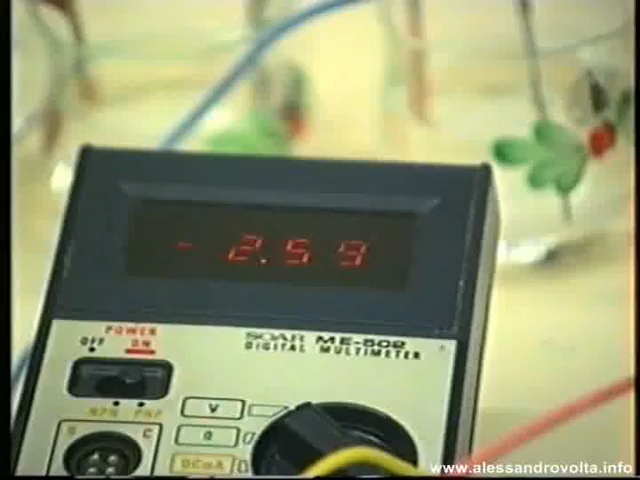 - 2.59
POWER
OFF ON
SOAR ME-502
DIGITAL MULTIMETER
NPN PNP
V
Ω
DCmA
E C
www.alessandrovolta.info